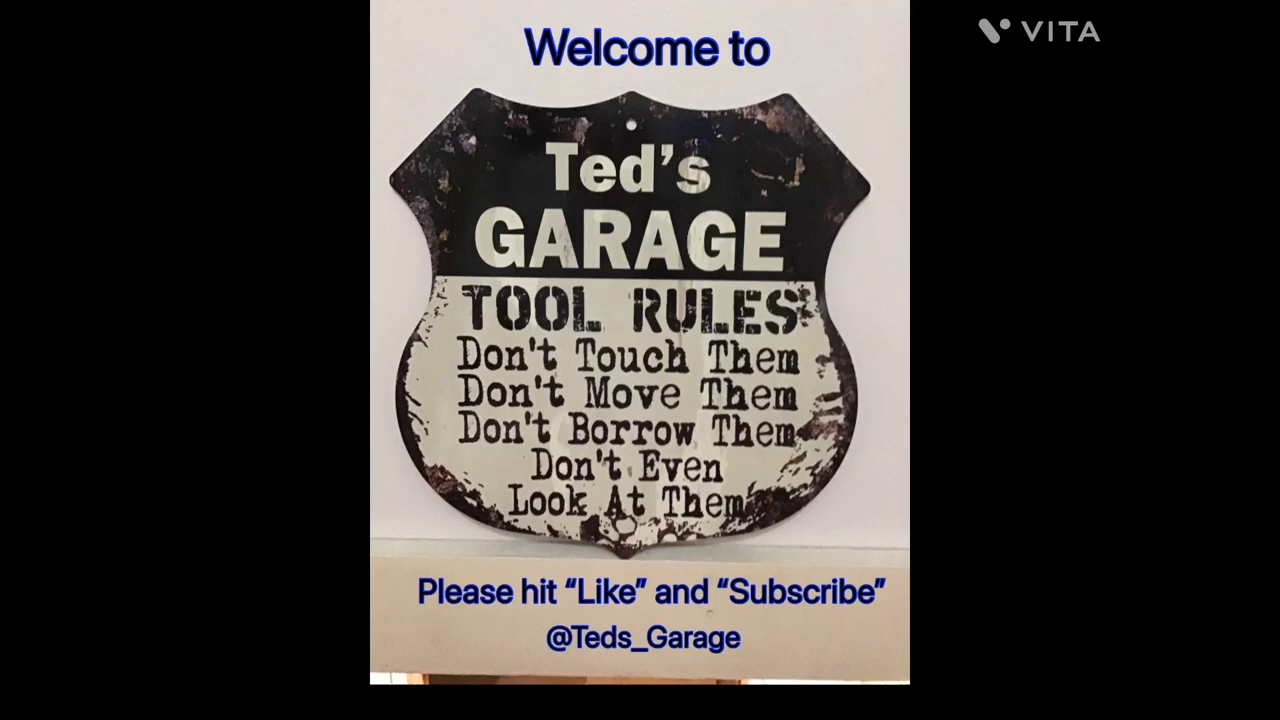 VITA
Welcome to
Ted's
GARAGE
TOOL RULES
Don't Touch Them
Don't Move Them
Don't Borrow Them
Don't Even
Look At Them
Please hit “Like” and “Subscribe”
@Teds_Garage